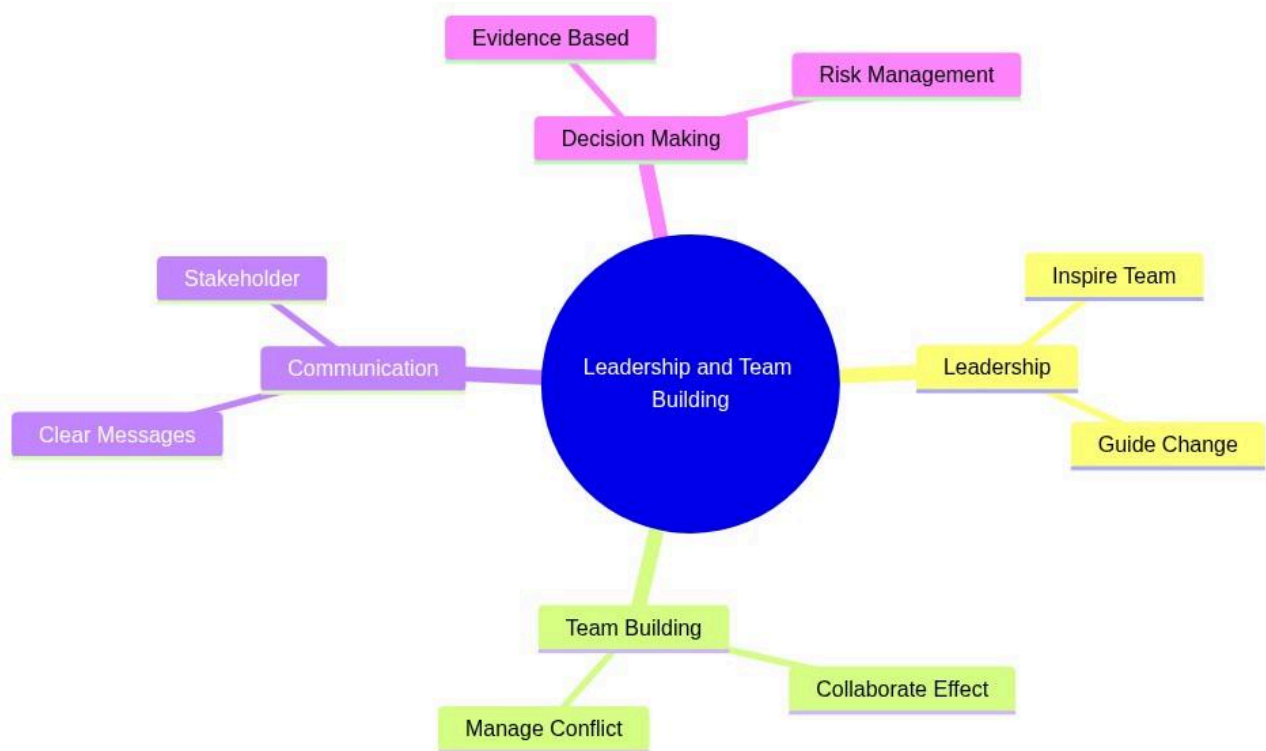 Evidence Based
Risk Management
Decision Making
Stakeholder
Inspire Team
Communication
Leadership and Team
Building
Leadership
Clear Messages
Guide Change
Team Building
Collaborate Effect
Manage Conflict